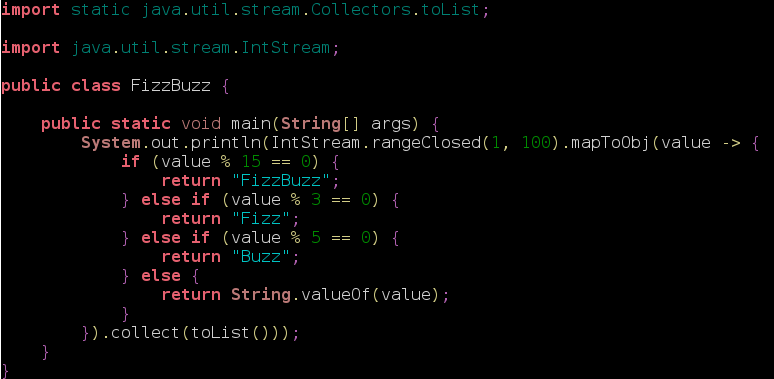 import static java.util.stream.Collectors.toList;
import java.util.stream.IntStream;
public class FizzBuzz {
    public static void main(String[] args) {
        System.out.println(IntStream.rangeClosed(1, 100).mapToObj(value -> {
            if (value % 15 == 0) {
                return "FizzBuzz";
            } else if (value % 3 == 0) {
                return "Fizz";
            } else if (value % 5 == 0) {
                return "Buzz";
            } else {
                return String.valueOf(value);
            }
        }).collect(toList()));
    }
}